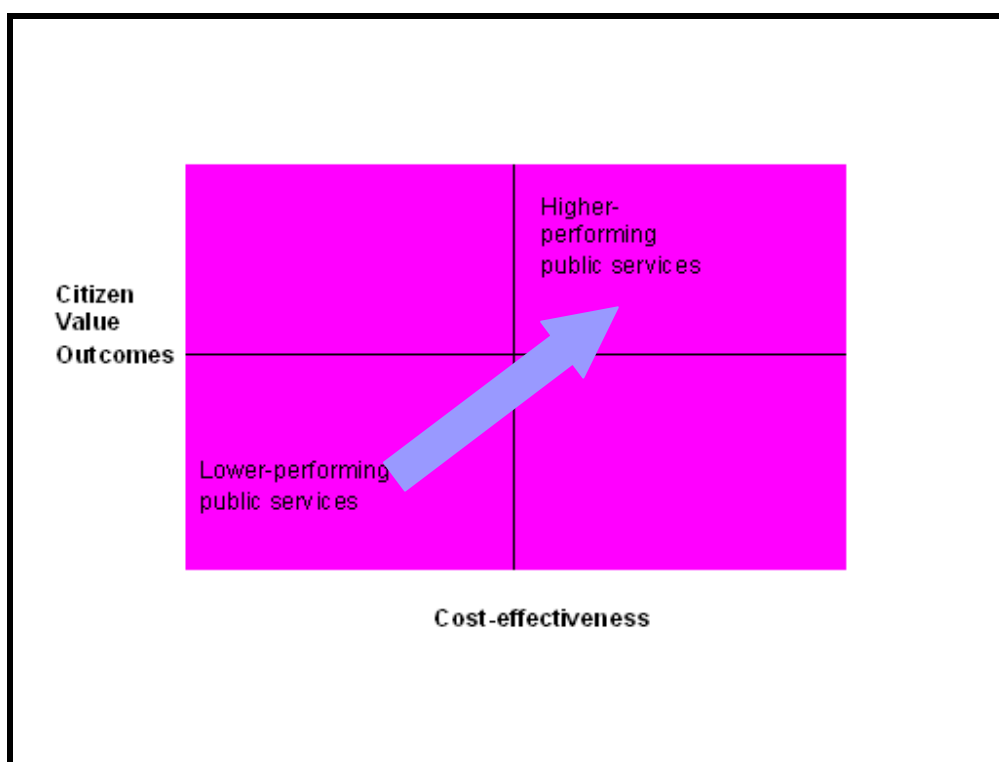 Higher-
performing
public services
Citizen
Value
Outcomes
Lower-performing
public services
Cost-effectiveness